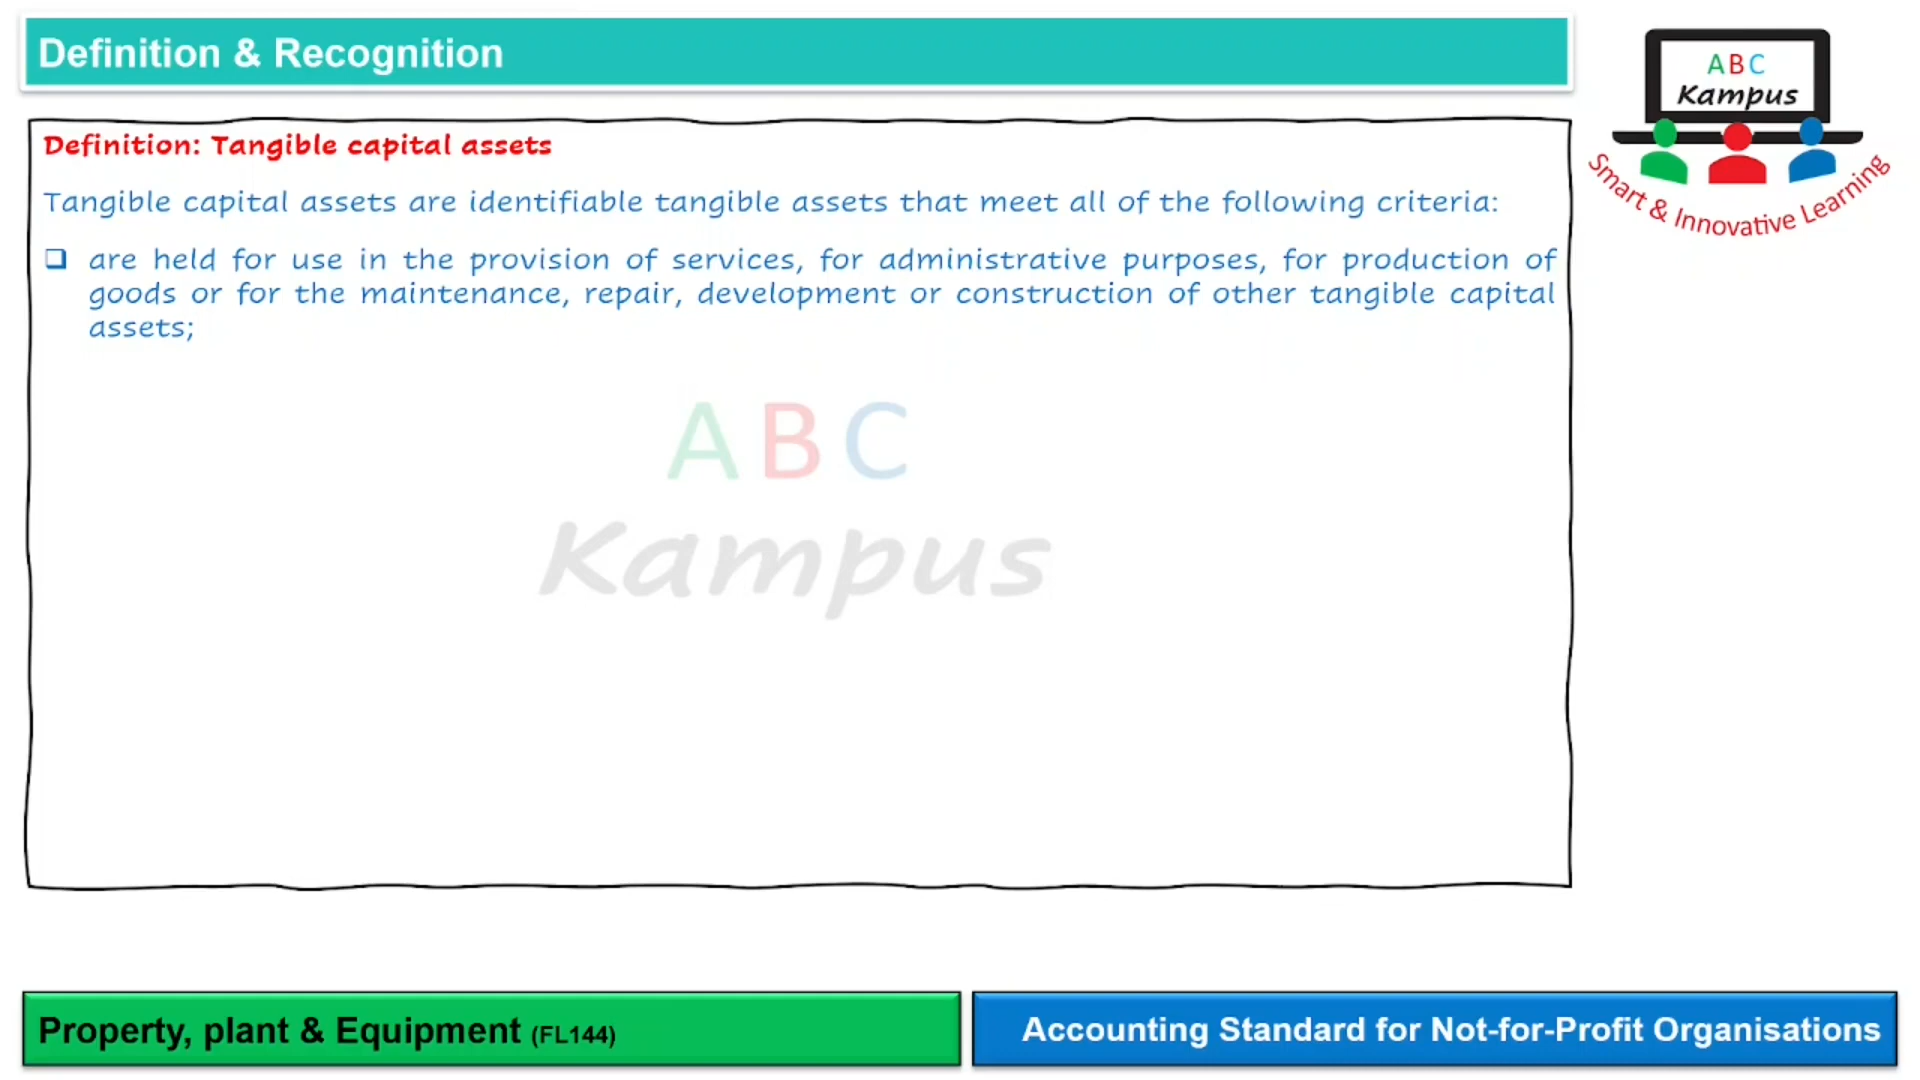 Definition & Recognition
ABC
Kampus
Smart & Innovative Learning
Definition: Tangible capital assets
Tangible capital assets are identifiable tangible assets that meet all of the following criteria:
❑ are held for use in the provision of services, for administrative purposes, for production of
goods or for the maintenance, repair, development or construction of other tangible capital
assets;
ABC
Kampus
Property, plant & Equipment (FL144)
Accounting Standard for Not-for-Profit Organisations